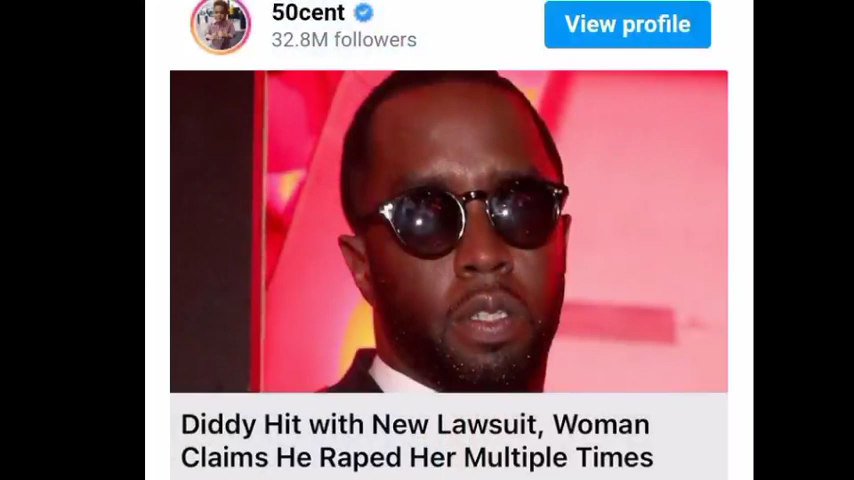 50cent
32.8M followers
View profile
Diddy Hit with New Lawsuit, Woman
Claims He Raped Her Multiple Times